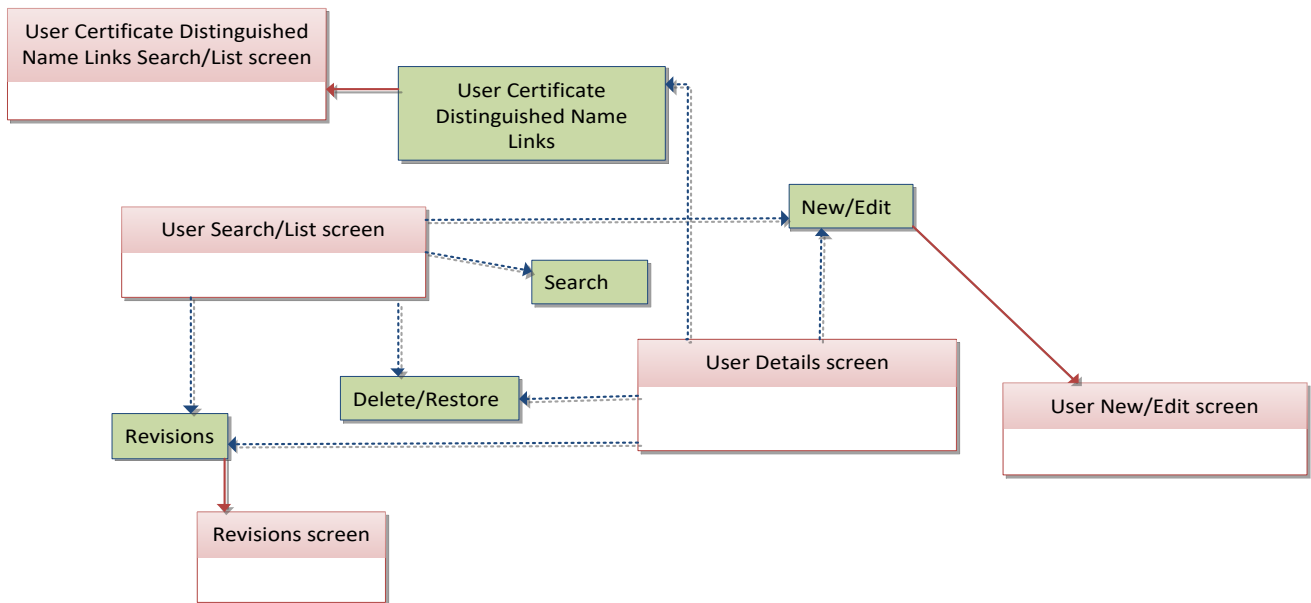 User Certificate Distinguished
Name Links Search/List screen
User Certificate
Distinguished Name
Links
New/Edit
User Search/List screen
Search
User Details screen
Delete/Restore
User New/Edit screen
Revisions
Revisions screen